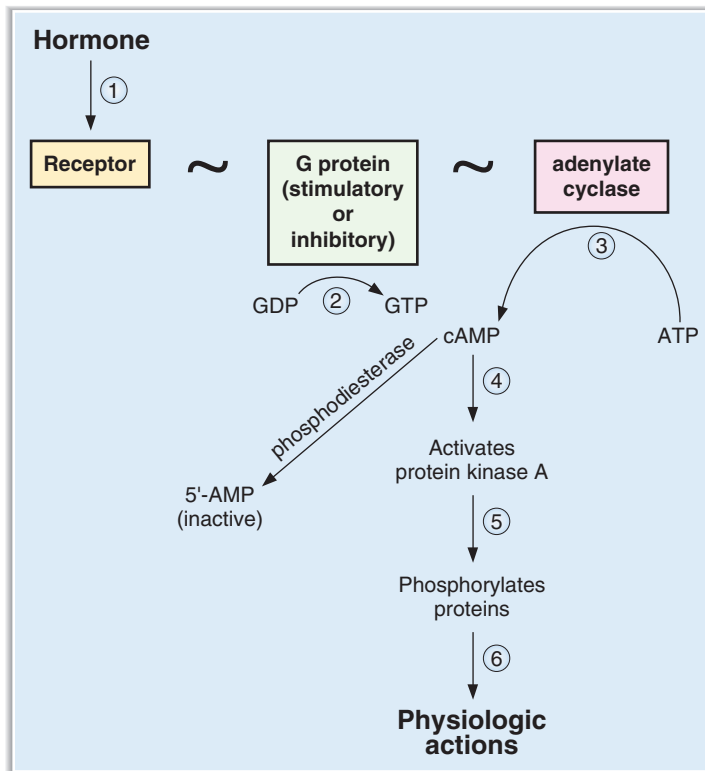 Hormone
1
Receptor
~
G protein
(stimulatory
or
inhibitory)
~
adenylate
cyclase
3
GDP
2
GTP
cAMP
ATP
phosphodiesterase
4
Activates
protein kinase A
5'-AMP
(inactive)
5
Phosphorylates
proteins
6
Physiologic
actions